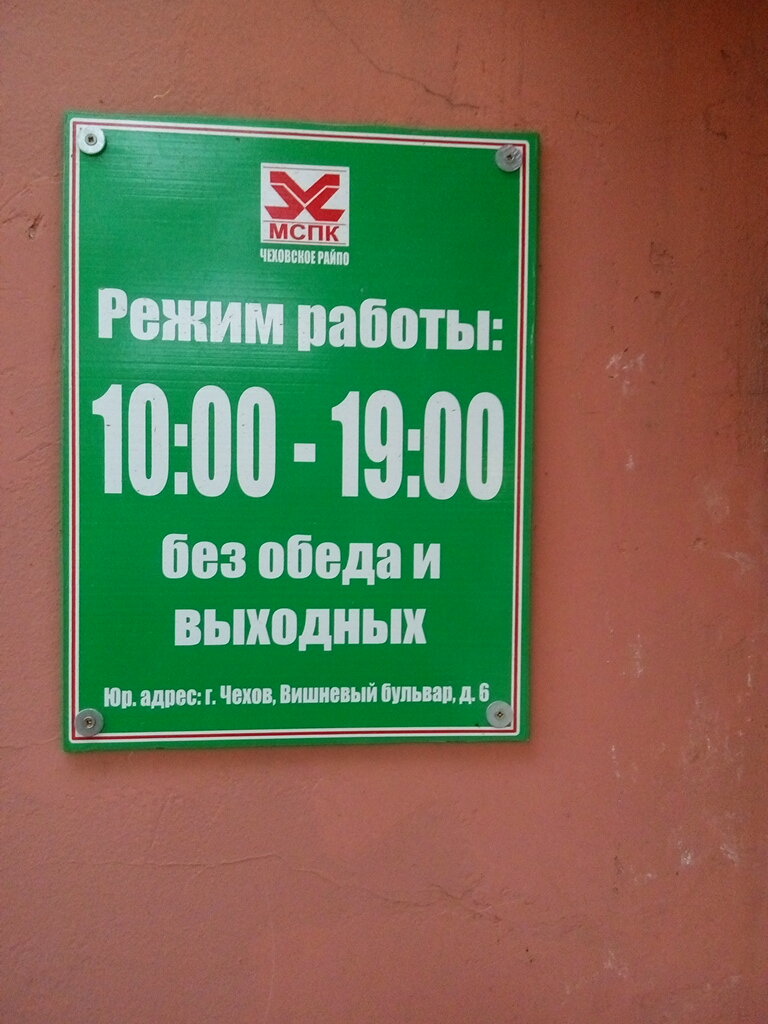 МСПК
ЧЕХОВСКОЕ РАЙПО
Режим работы:
10:00 - 19:00
без обеда и
выходных
Юр. адрес: г. Чехов, Вишневый бульвар, д. 6